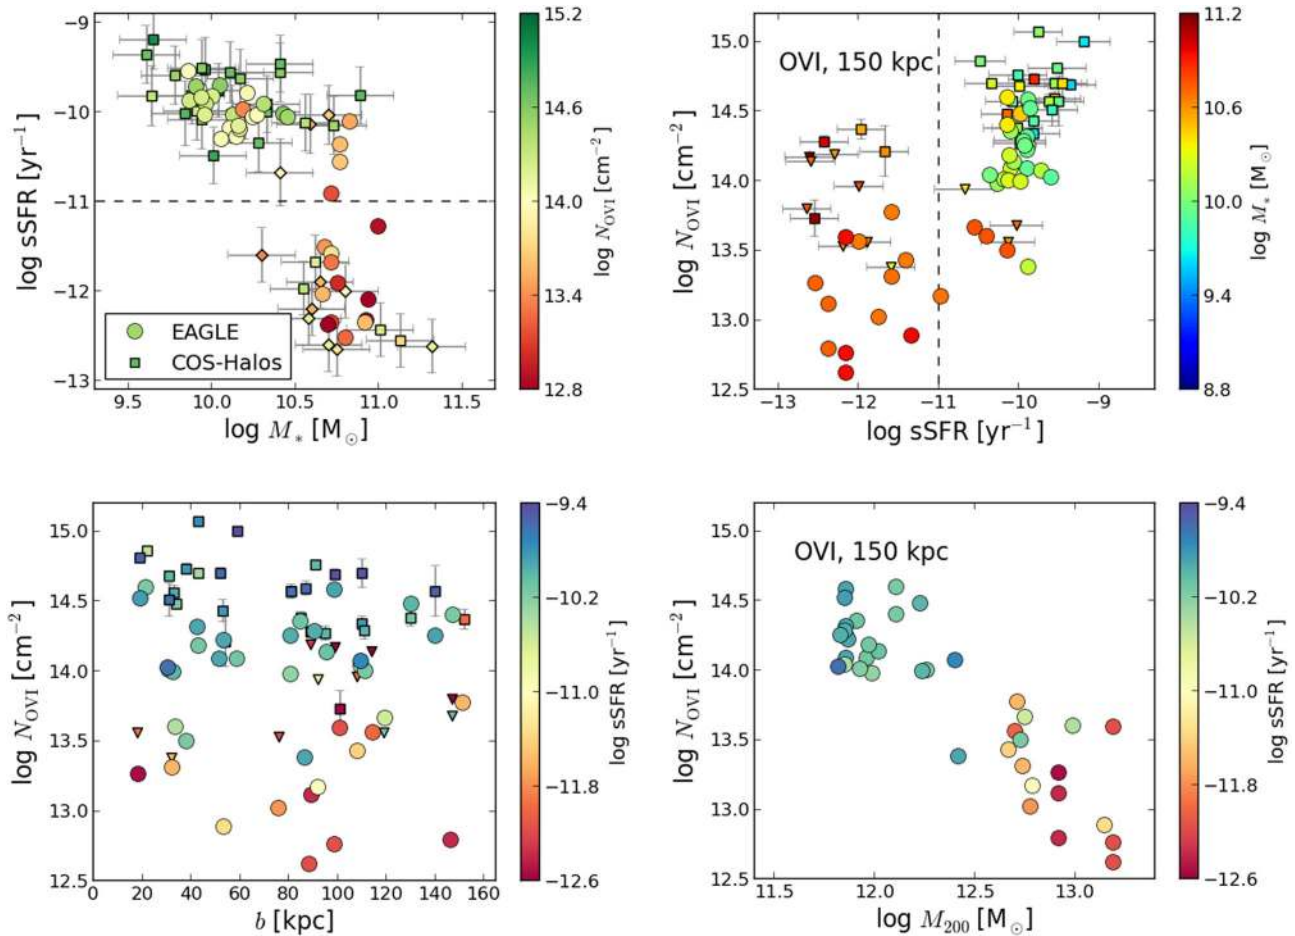 −9
−10
−11
−12
−13
log sSFR [yr⁻¹]
9.5 10.0 10.5 11.0 11.5
log M* [M⊙]
EAGLE
COS-Halos
15.2
14.6
14.0
13.4
12.8
log N_OVI [cm⁻²]
OVI, 150 kpc
15.0
14.5
14.0
13.5
13.0
12.5
log N_OVI [cm⁻²]
−13 −12 −11 −10 −9
log sSFR [yr⁻¹]
11.2
10.6
10.0
9.4
8.8
log M* [M⊙]
15.0
14.5
14.0
13.5
13.0
12.5
log N_OVI [cm⁻²]
0 20 40 60 80 100 120 140 160
b [kpc]
−9.4
−10.2
−11.0
−11.8
−12.6
log sSFR [yr⁻¹]
OVI, 150 kpc
15.0
14.5
14.0
13.5
13.0
12.5
log N_OVI [cm⁻²]
11.5 12.0 12.5 13.0
log M₂₀₀ [M⊙]
−9.4
−10.2
−11.0
−11.8
−12.6
log sSFR [yr⁻¹]